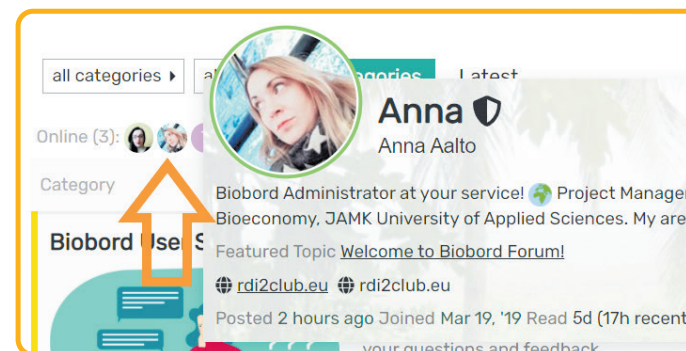 all categories
Latest
Online (3):
Category
Anna
Anna Aalto
Biobord Administrator at your service! Project Manager
Bioeconomy, JAMK University of Applied Sciences. My are
Featured Topic Welcome to Biobord Forum!
rdi2club.eu rdi2club.eu
Posted 2 hours ago Joined Mar 19, '19 Read 5d (17h recent
Biobord User S
your questions and feedback